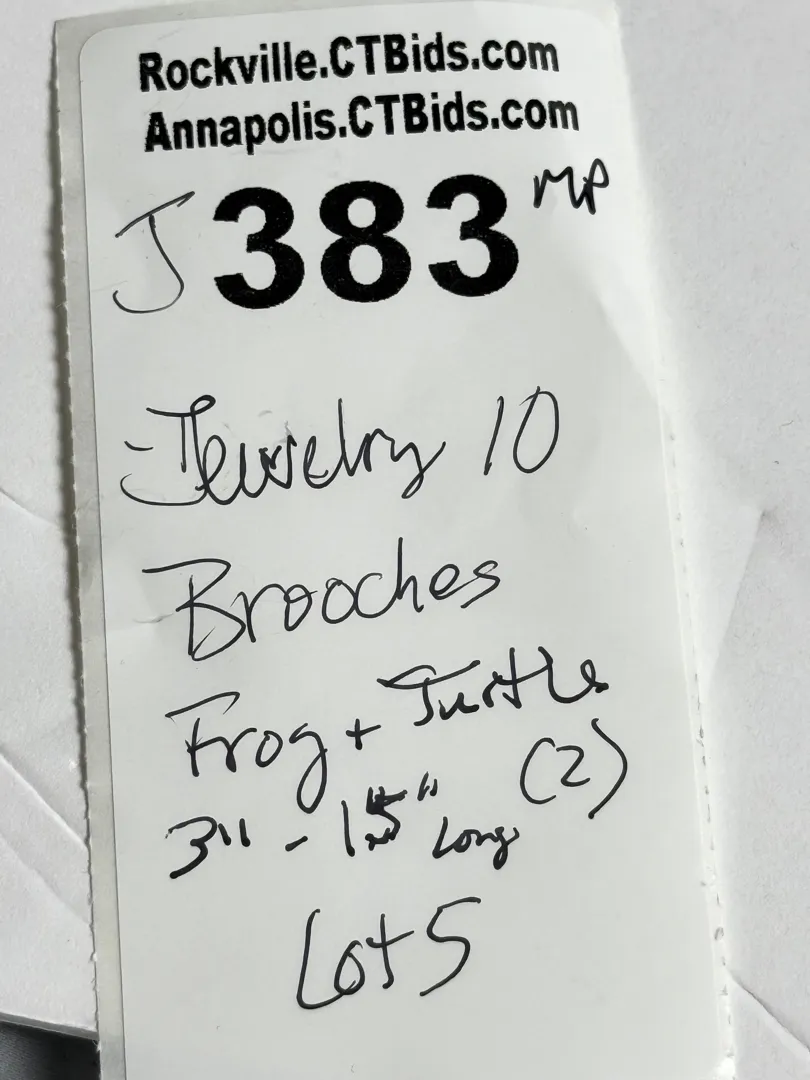 Rockville.CTBids.com
Annapolis.CTBids.com
J 383 MP
Jewelry 10
Brooches
Frog + Turtle
(2)
3" - 1.5" Long
Lot 5